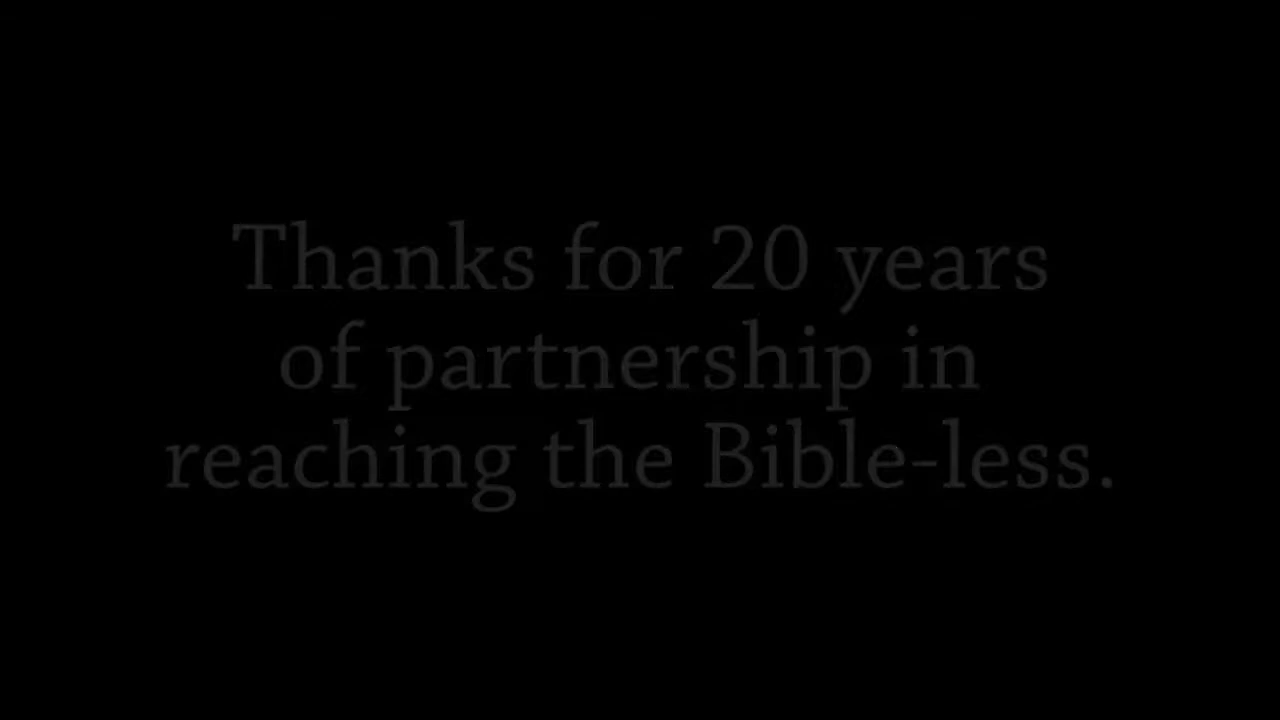 Thanks for 20 years
of partnership in
reaching the Bible-less.